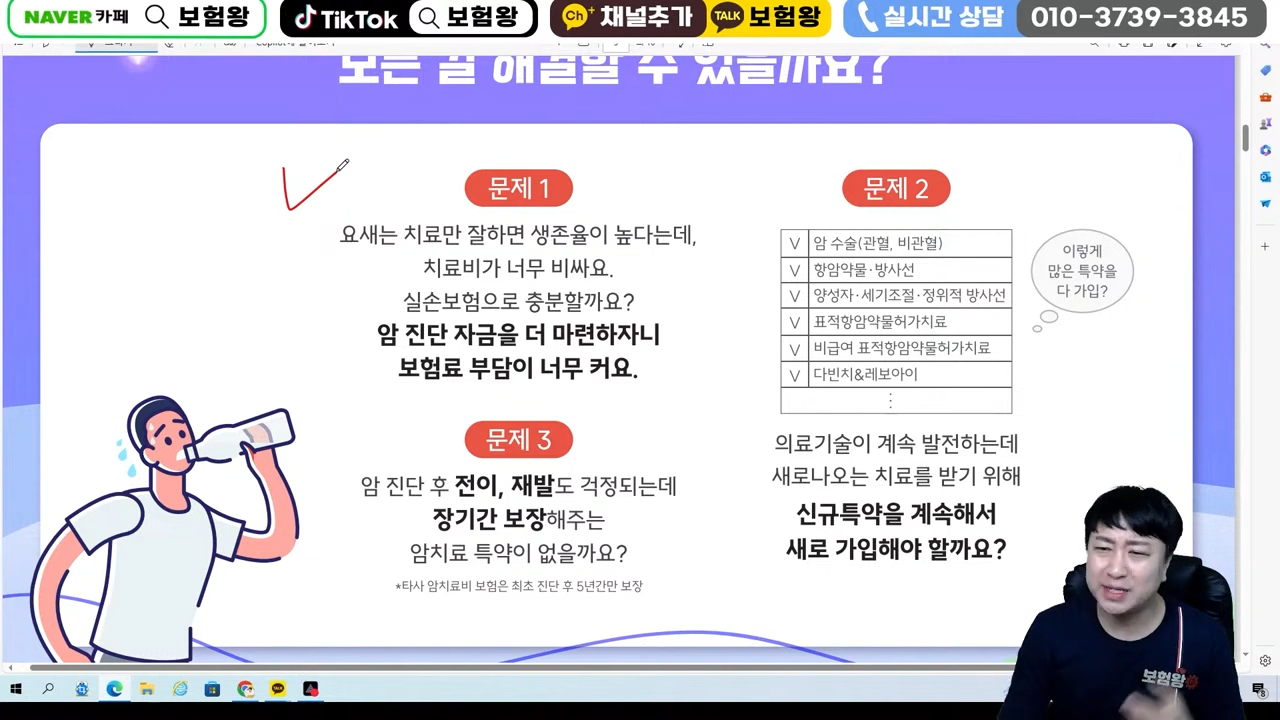 NAVER 카페 보험왕
TikTok 보험왕
Ch+ 채널추가 TALK 보험왕
실시간 상담 010-3739-3845
모든 걸 해결할 수 있을까요?
문제 1
요새는 치료만 잘하면 생존율이 높다는데,
치료비가 너무 비싸요.
실손보험으로 충분할까요?
암 진단 자금을 더 마련하자니
보험료 부담이 너무 커요.
문제 2
V 암 수술(관혈, 비관혈)
V 항암약물·방사선
V 양성자·세기조절·정위적 방사선
V 표적항암약물허가치료
V 비급여 표적항암약물허가치료
V 다빈치&레보아이
⋮
이렇게
많은 특약을
다 가입?
의료기술이 계속 발전하는데
새로나오는 치료를 받기 위해
신규특약을 계속해서
새로 가입해야 할까요?
문제 3
암 진단 후 전이, 재발도 걱정되는데
장기간 보장해주는
암치료 특약이 없을까요?
*타사 암치료비 보험은 최초 진단 후 5년간만 보장
보험왕